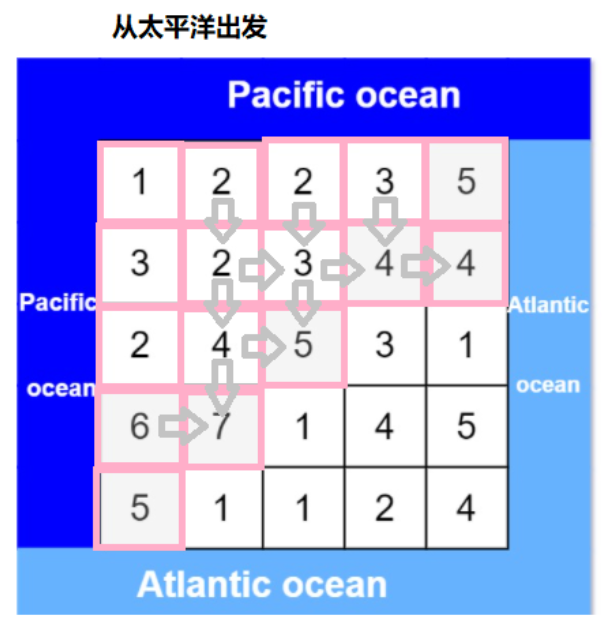 从太平洋出发
Pacific ocean
1 2 2 3 5
3 2 3 4 4
Pacific
Atlantic
2 4 5 3 1
ocean
ocean
6 7 1 4 5
5 1 1 2 4
Atlantic ocean